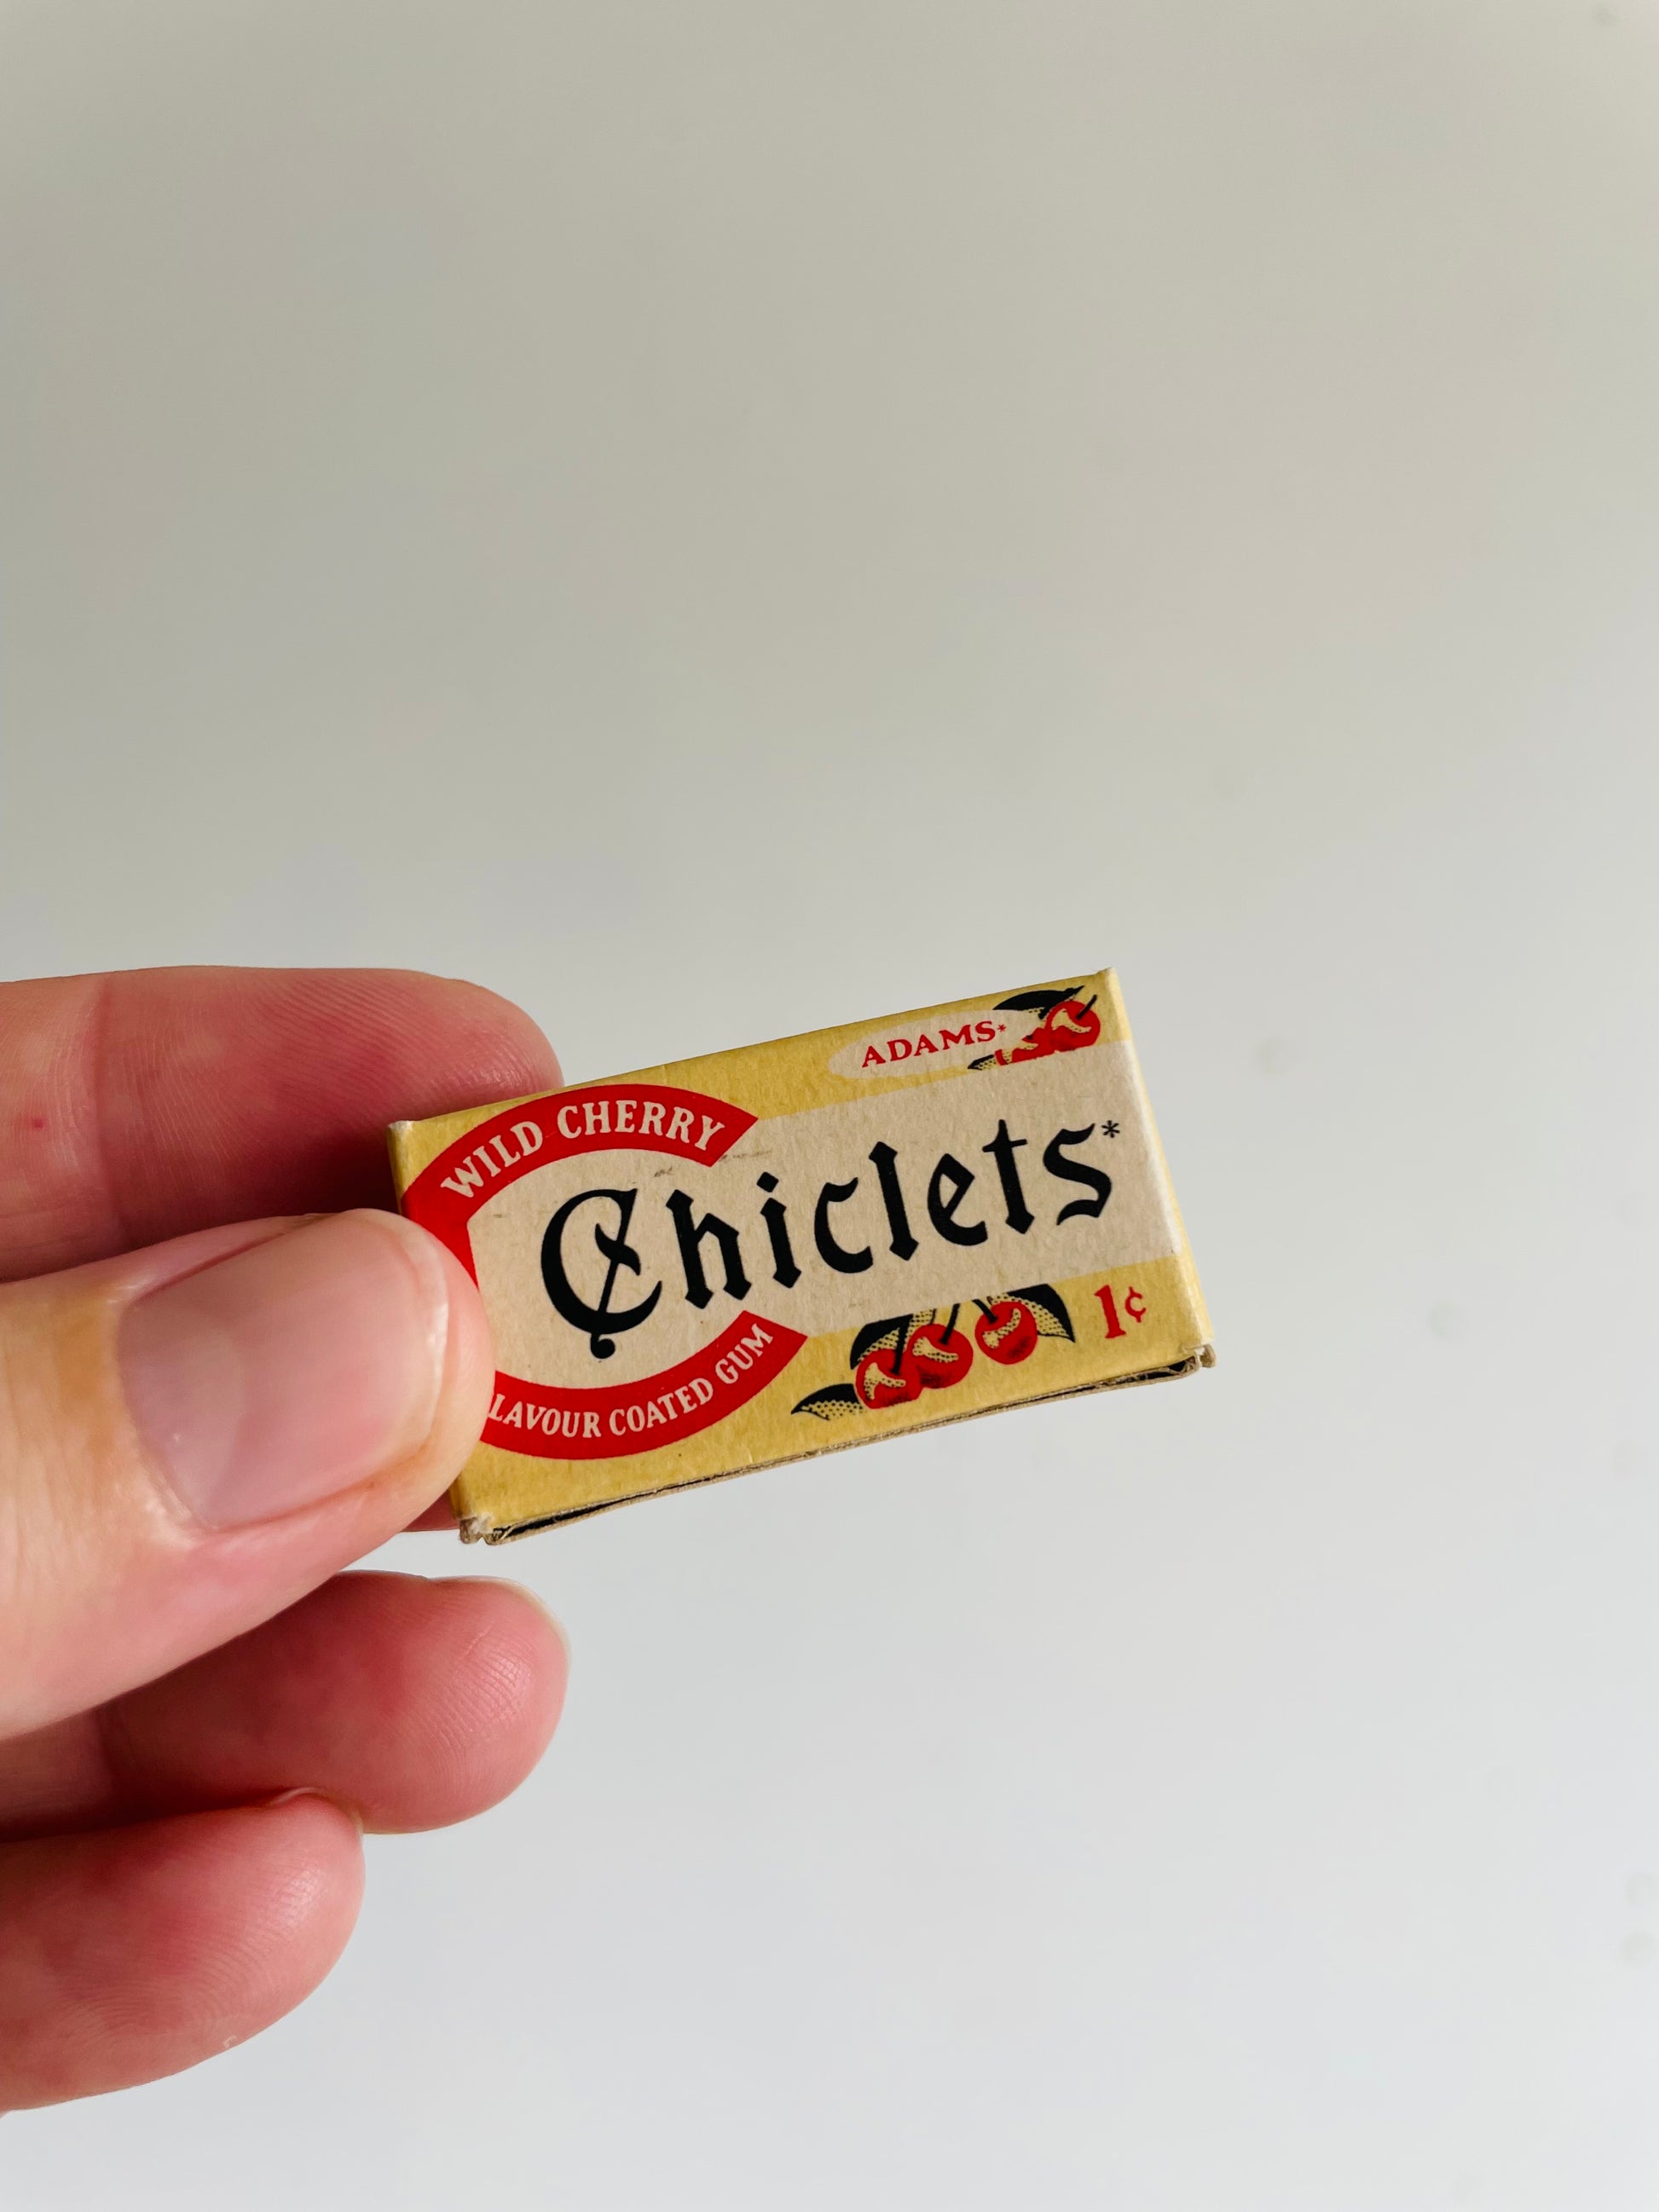 ADAMS*
WILD CHERRY
Chiclets*
LAVOUR COATED GUM
1¢